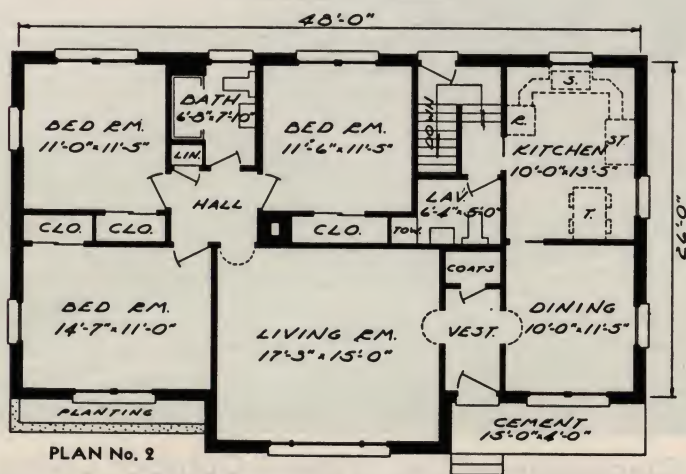 48'-0"
BATH
6'-8"x7'-10"
BED RM.
11'-0"x11'-5"
BED RM.
11'-6"x11'-5"
DOWN
S.
R.
ST.
KITCHEN
10'-0"x13'-5"
LIN.
HALL
LAV.
6'-4"x5'-0"
T.
26'-0"
CLO.
CLO.
CLO.
TOW.
COATS
BED RM.
14'-7"x11'-0"
LIVING RM.
17'-3"x15'-0"
VEST.
DINING
10'-0"x11'-5"
PLANTING
CEMENT
15'-0"x4'-0"
PLAN No. 2